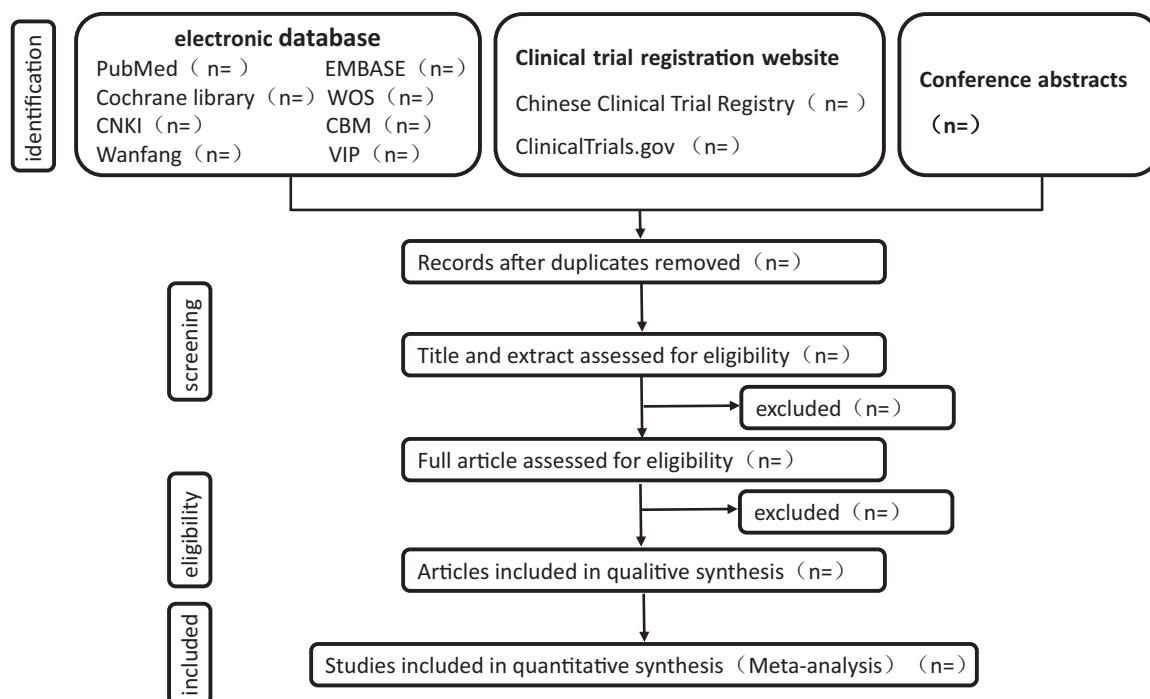 identification
electronic database
PubMed（ n= ） EMBASE（n=）
Cochrane library（n=） WOS（n=）
CNKI（n=） CBM（n=）
Wanfang（n=） VIP（n=）
Clinical trial registration website
Chinese Clinical Trial Registry（ n= ）
ClinicalTrials.gov （n=）
Conference abstracts
（n=）
Records after duplicates removed（n=）
screening
Title and extract assessed for eligibility（n=）
excluded（n=）
Full article assessed for eligibility（n=）
eligibility
excluded（n=）
Articles included in qualitive synthesis（n=）
included
Studies included in quantitative synthesis（Meta-analysis）（n=）